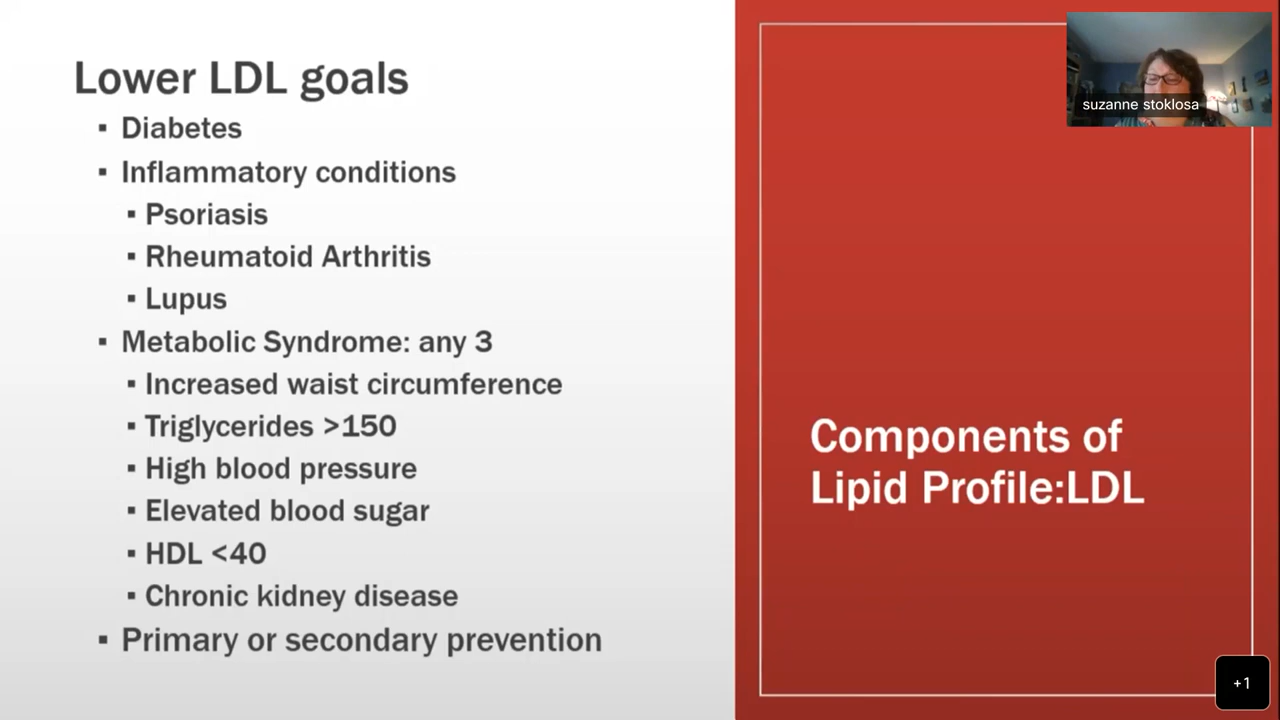 Lower LDL goals
▪ Diabetes
▪ Inflammatory conditions
▪ Psoriasis
▪ Rheumatoid Arthritis
▪ Lupus
▪ Metabolic Syndrome: any 3
▪ Increased waist circumference
▪ Triglycerides >150
▪ High blood pressure
▪ Elevated blood sugar
▪ HDL <40
▪ Chronic kidney disease
▪ Primary or secondary prevention
Components of
Lipid Profile:LDL
suzanne stoklosa
+1